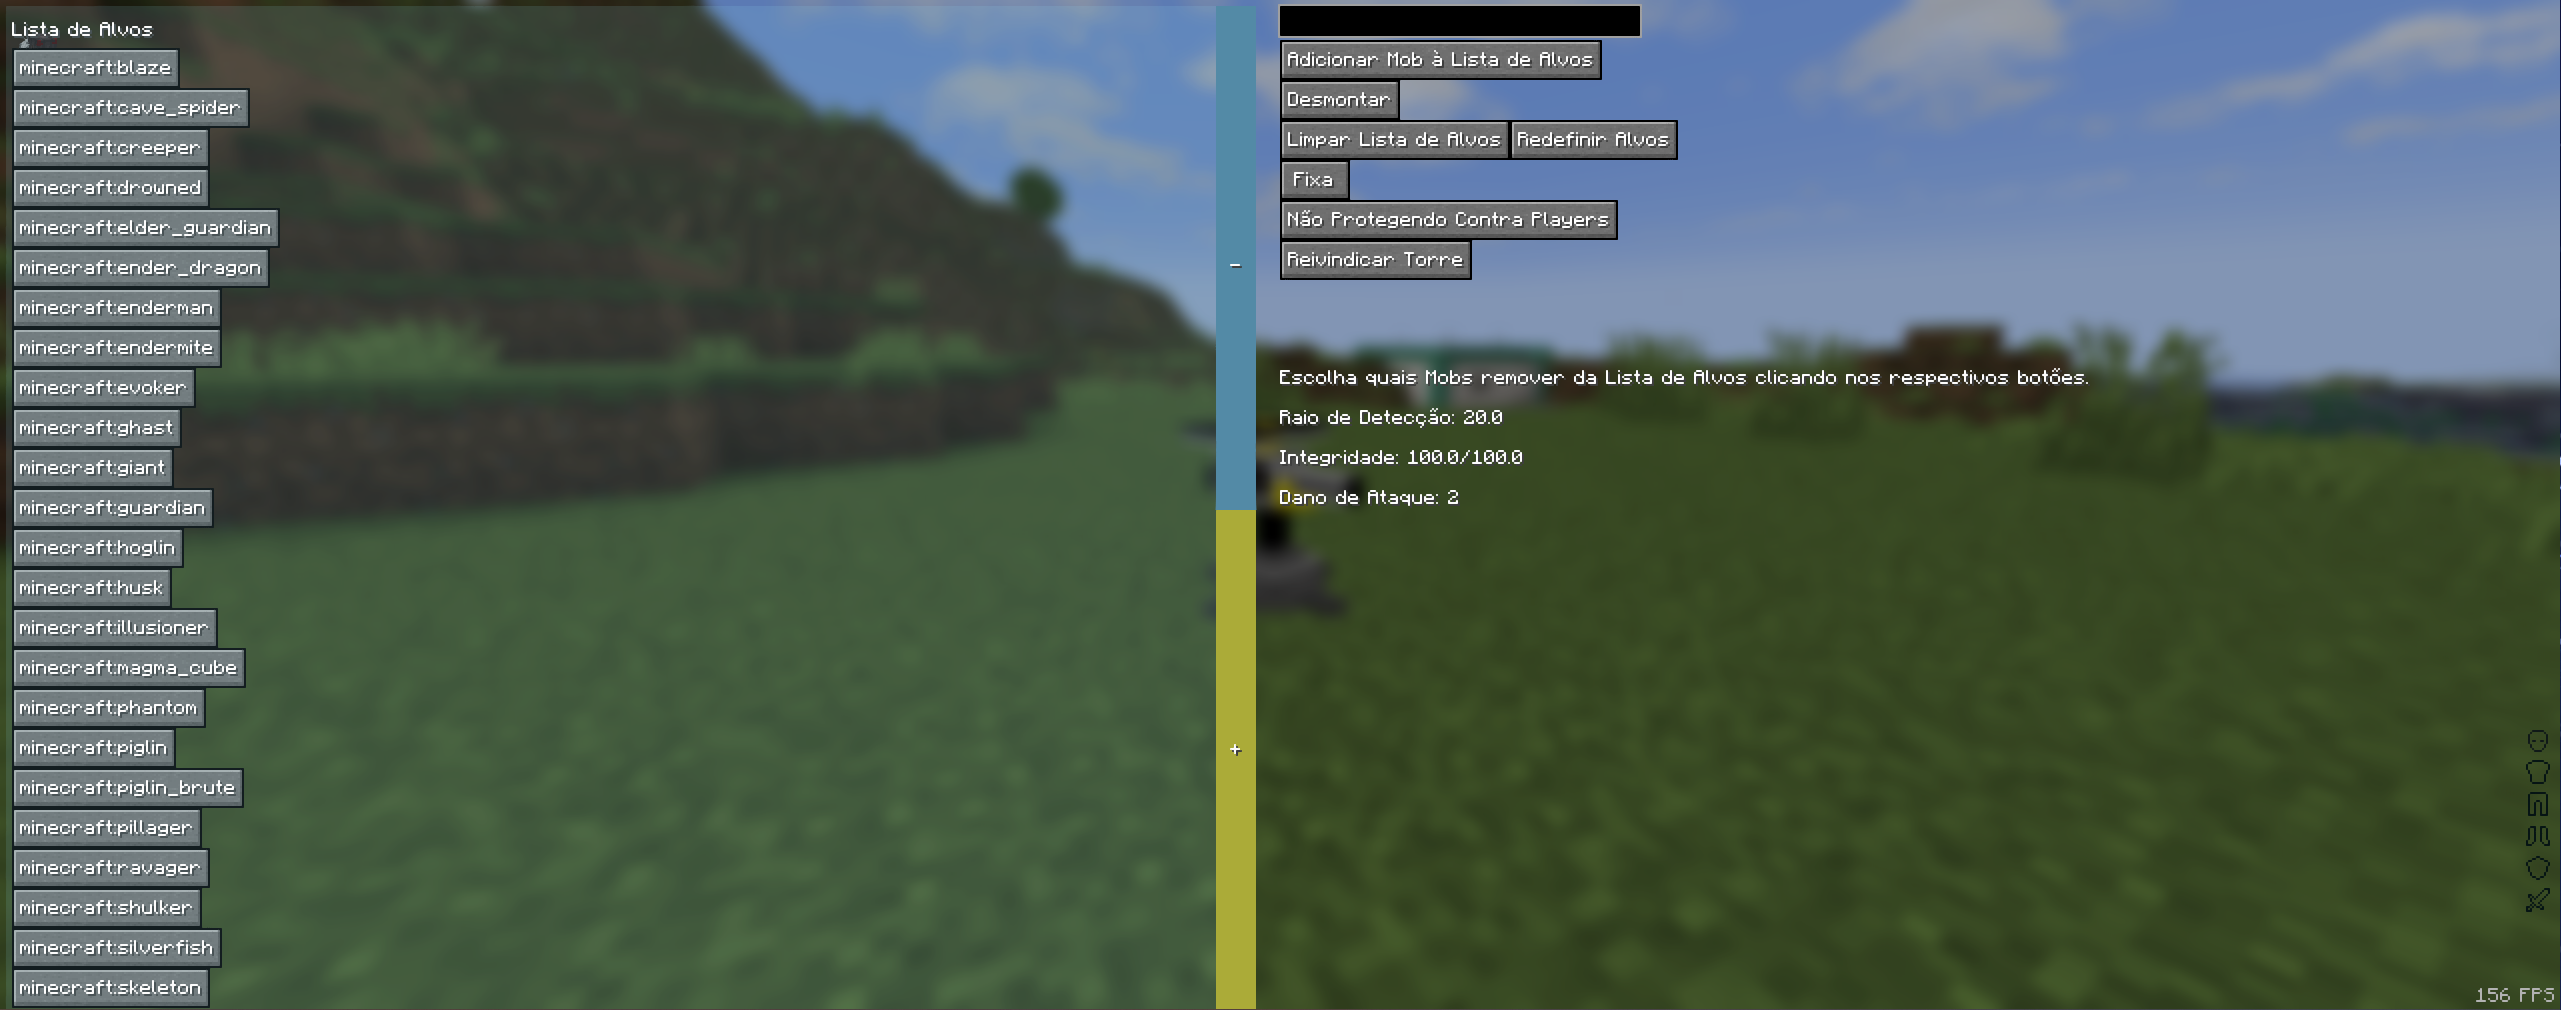 Lista de Alvos
minecraft:blaze
minecraft:cave_spider
minecraft:creeper
minecraft:drowned
minecraft:elder_guardian
minecraft:ender_dragon
minecraft:enderman
minecraft:endermite
minecraft:evoker
minecraft:ghast
minecraft:giant
minecraft:guardian
minecraft:hoglin
minecraft:husk
minecraft:illusioner
minecraft:magma_cube
minecraft:phantom
minecraft:piglin
minecraft:piglin_brute
minecraft:pillager
minecraft:ravager
minecraft:shulker
minecraft:silverfish
minecraft:skeleton
-
+
Adicionar Mob à Lista de Alvos
Desmontar
Limpar Lista de Alvos Redefinir Alvos
Fixa
Não Protegendo Contra Players
Reivindicar Torre
Escolha quais Mobs remover da Lista de Alvos clicando nos respectivos botões.
Raio de Detecção: 20.0
Integridade: 100.0/100.0
Dano de Ataque: 2
156 FPS